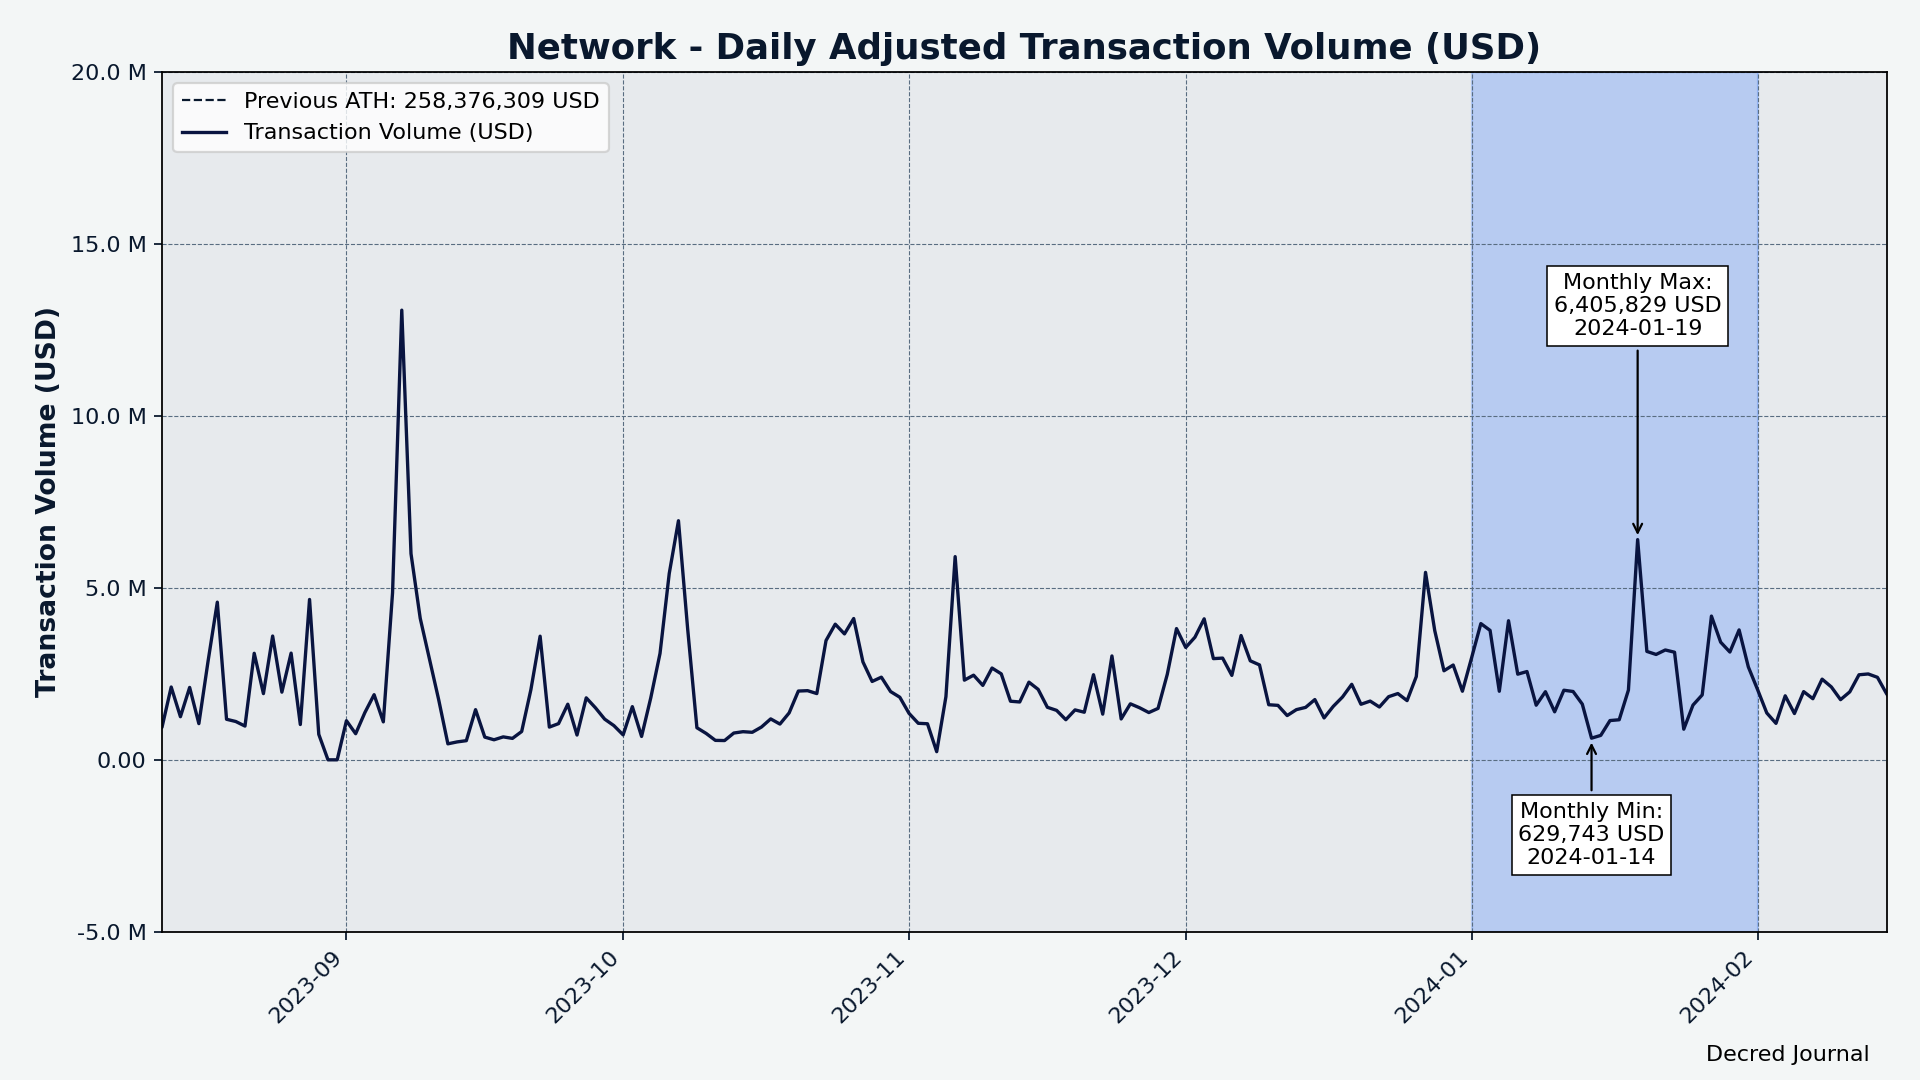 Network - Daily Adjusted Transaction Volume (USD)
20.0 M
15.0 M
10.0 M
5.0 M
0.00
-5.0 M
Transaction Volume (USD)
Previous ATH: 258,376,309 USD
Transaction Volume (USD)
Monthly Max:
6,405,829 USD
2024-01-19
Monthly Min:
629,743 USD
2024-01-14
2023-09
2023-10
2023-11
2023-12
2024-01
2024-02
Decred Journal